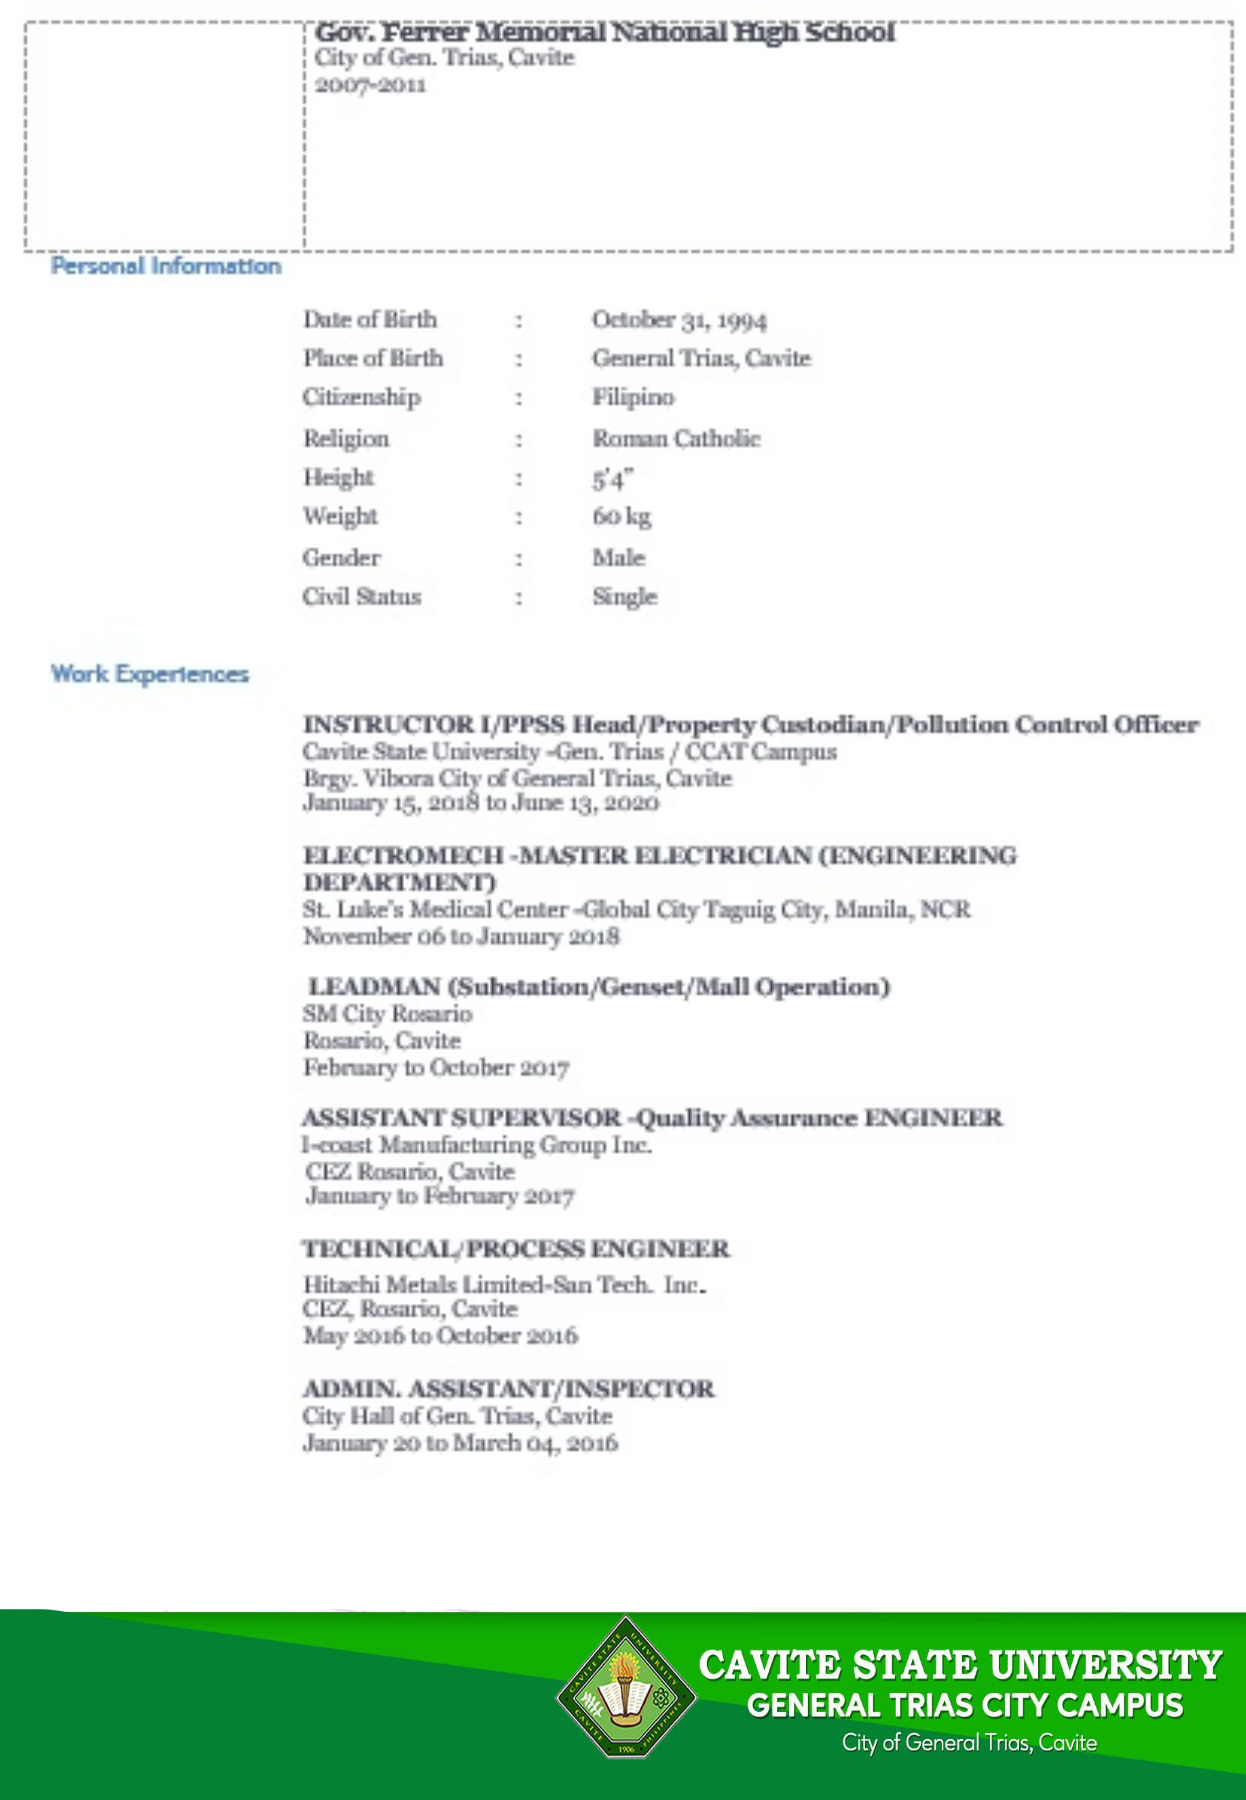 Gov. Ferrer Memorial National High School
City of Gen. Trias, Cavite
2007-2011
Personal Information
Date of Birth : October 31, 1994
Place of Birth : General Trias, Cavite
Citizenship : Filipino
Religion : Roman Catholic
Height : 5'4"
Weight : 60 kg
Gender : Male
Civil Status : Single
Work Experiences
INSTRUCTOR I/PPSS Head/Property Custodian/Pollution Control Officer
Cavite State University -Gen. Trias / CCAT Campus
Brgy. Vibora City of General Trias, Cavite
January 15, 2018 to June 13, 2020
ELECTROMECH -MASTER ELECTRICIAN (ENGINEERING
DEPARTMENT)
St. Luke's Medical Center -Global City Taguig City, Manila, NCR
November 06 to January 2018
LEADMAN (Substation/Genset/Mall Operation)
SM City Rosario
Rosario, Cavite
February to October 2017
ASSISTANT SUPERVISOR -Quality Assurance ENGINEER
I-coast Manufacturing Group Inc.
CEZ Rosario, Cavite
January to February 2017
TECHNICAL/PROCESS ENGINEER
Hitachi Metals Limited-San Tech. Inc.
CEZ, Rosario, Cavite
May 2016 to October 2016
ADMIN. ASSISTANT/INSPECTOR
City Hall of Gen. Trias, Cavite
January 20 to March 04, 2016
CAVITE STATE UNIVERSITY
CAVITE PHILIPPINES
1906
CAVITE STATE UNIVERSITY
GENERAL TRIAS CITY CAMPUS
City of General Trias, Cavite